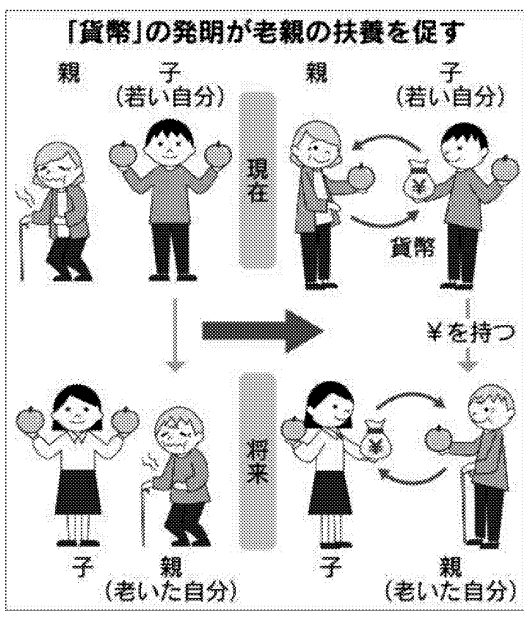 「貨幣」の発明が老親の扶養を促す
親
子
(若い自分)
親
子
(若い自分)
現在
¥
貨幣
¥を持つ
将来
¥
子
親
(老いた自分)
子
親
(老いた自分)